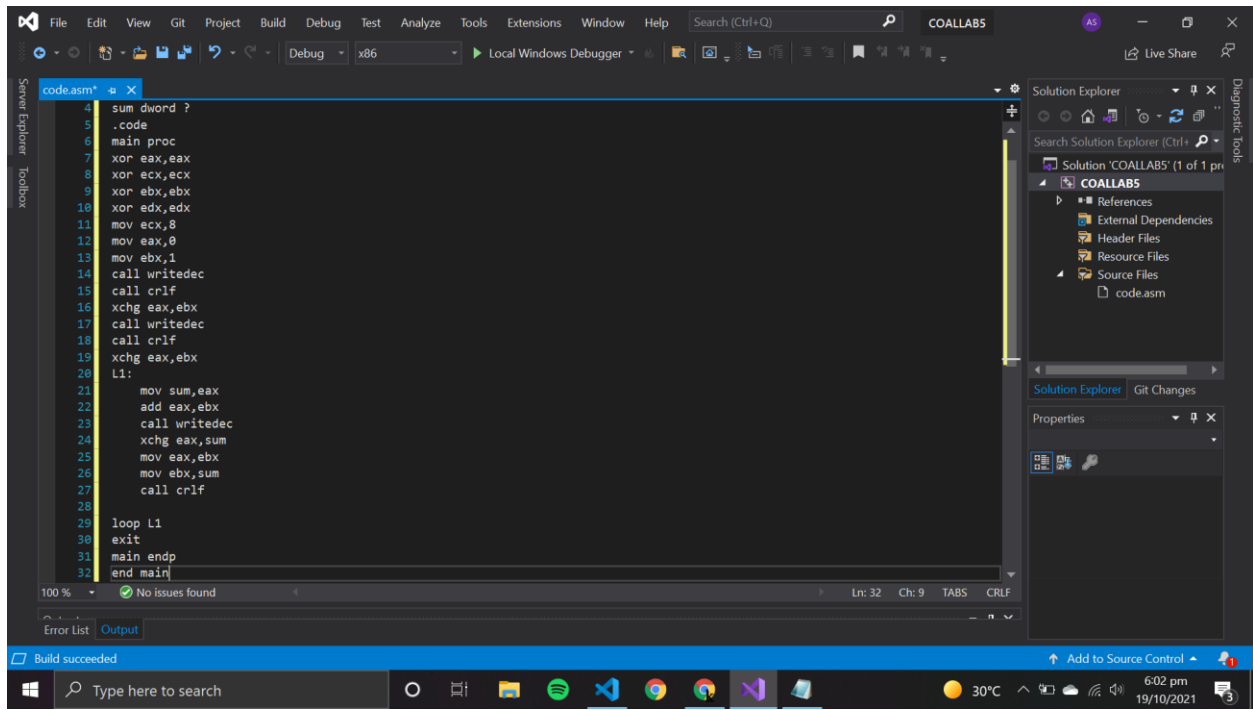 File Edit View Git Project Build Debug Test Analyze Tools Extensions Window Help Search (Ctrl+Q) COALLAB5 AS
Debug x86 Local Windows Debugger Live Share
Server Explorer
Toolbox
code.asm*
4 sum dword ?
5 .code
6 main proc
7 xor eax,eax
8 xor ecx,ecx
9 xor ebx,ebx
10 xor edx,edx
11 mov ecx,8
12 mov eax,0
13 mov ebx,1
14 call writedec
15 call crlf
16 xchg eax,ebx
17 call writedec
18 call crlf
19 xchg eax,ebx
20 L1:
21 mov sum,eax
22 add eax,ebx
23 call writedec
24 xchg eax,sum
25 mov eax,ebx
26 mov ebx,sum
27 call crlf
28
29 loop L1
30 exit
31 main endp
32 end main
100 % No issues found Ln: 32 Ch: 9 TABS CRLF
Error List Output
Solution Explorer
Search Solution Explorer (Ctrl+
Solution 'COALLAB5' (1 of 1 pr
COALLAB5
References
External Dependencies
Header Files
Resource Files
Source Files
code.asm
Solution Explorer Git Changes
Properties
Diagnostic Tools
Build succeeded Add to Source Control 1
Type here to search 30°C 6:02 pm
19/10/2021 3